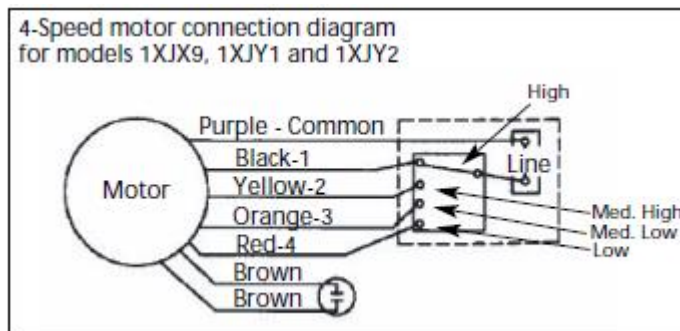 4-Speed motor connection diagram
for models 1XJX9, 1XJY1 and 1XJY2
High
Purple - Common
Black-1
Line
Motor
Yellow-2
Orange-3
Med. High
Med. Low
Red-4
Low
Brown
Brown